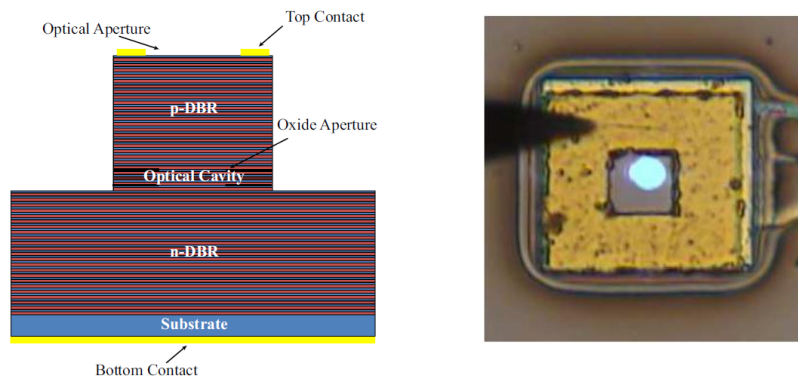 Optical Aperture
Top Contact
p-DBR
Oxide Aperture
Optical Cavity
n-DBR
Substrate
Bottom Contact